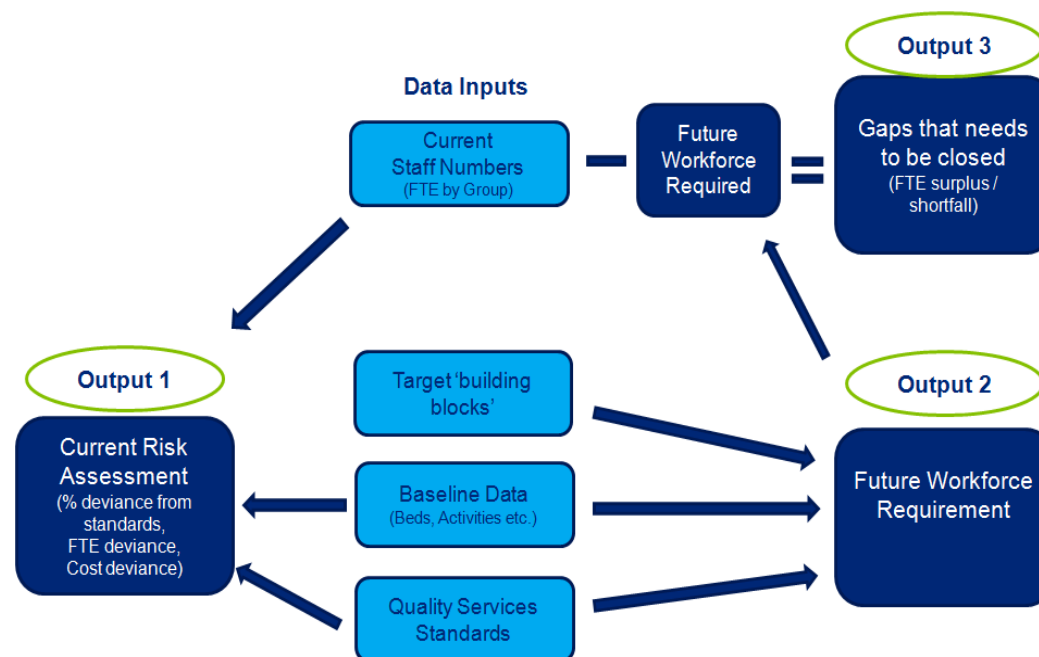 Output 3
Data Inputs
Current
Staff Numbers
(FTE by Group)
Future
Workforce
Required
Gaps that needs
to be closed
(FTE surplus /
shortfall)
Output 1
Current Risk
Assessment
(% deviance from
standards,
FTE deviance,
Cost deviance)
Target ‘building
blocks’
Baseline Data
(Beds, Activities etc.)
Quality Services
Standards
Output 2
Future Workforce
Requirement